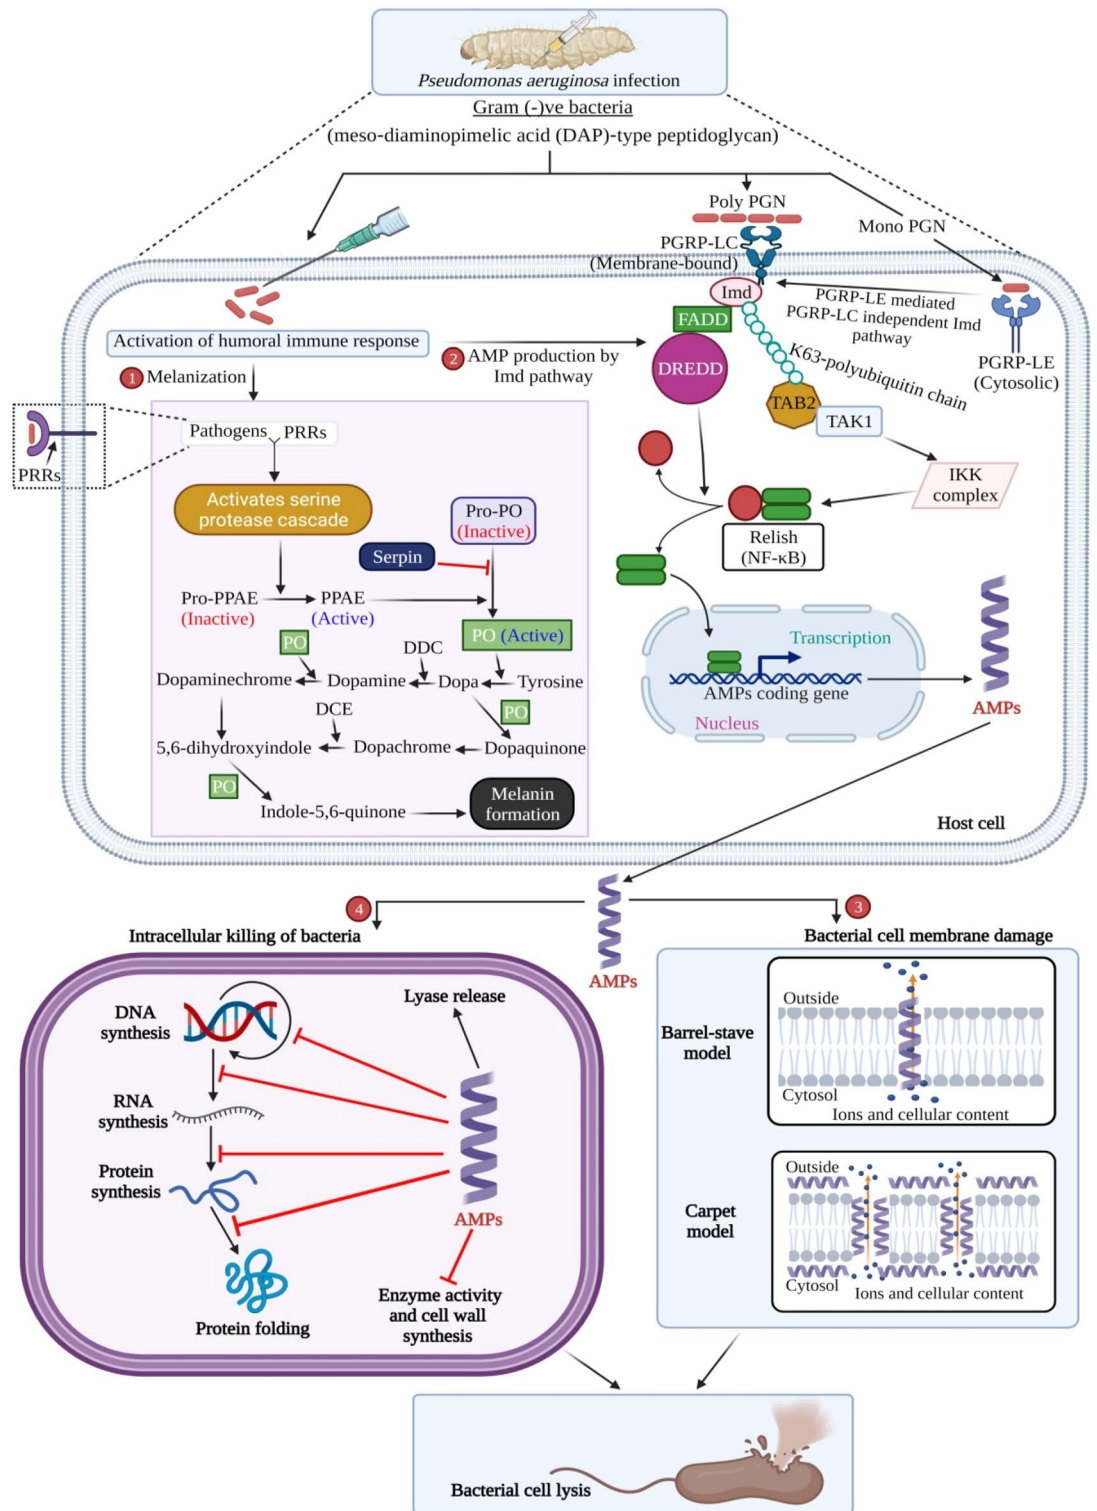 Pseudomonas aeruginosa infection
Gram (-)ve bacteria
(meso-diaminopimelic acid (DAP)-type peptidoglycan)
Poly PGN
Mono PGN
PGRP-LC
(Membrane-bound)
Imd
PGRP-LE mediated
PGRP-LC independent Imd
pathway
PGRP-LE
(Cytosolic)
FADD
DREDD
K63-polyubiquitin chain
TAB2
TAK1
IKK
complex
Relish
(NF-κB)
Activation of humoral immune response
1 Melanization
2 AMP production by
Imd pathway
PRRs
Pathogens
PRRs
Activates serine
protease cascade
Pro-PO
(Inactive)
Serpin
Pro-PPAE
(Inactive)
PPAE
(Active)
PO (Active)
PO
DDC
Dopaminechrome
Dopamine
Dopa
Tyrosine
DCE
PO
5,6-dihydroxyindole
Dopachrome
Dopaquinone
PO
Indole-5,6-quinone
Melanin
formation
Transcription
AMPs coding gene
Nucleus
AMPs
Host cell
4
3
AMPs
Intracellular killing of bacteria
DNA
synthesis
RNA
synthesis
Protein
synthesis
Protein folding
Lyase release
AMPs
Enzyme activity
and cell wall
synthesis
Bacterial cell membrane damage
Barrel-stave
model
Outside
Cytosol
Ions and cellular content
Carpet
model
Outside
Cytosol
Ions and cellular content
Bacterial cell lysis